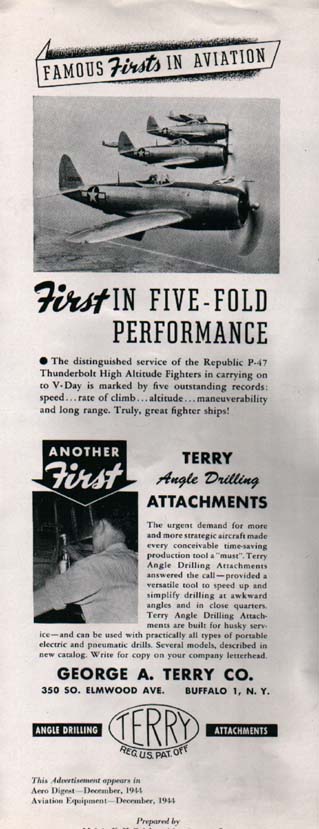 FAMOUS Firsts IN AVIATION
First IN FIVE-FOLD
PERFORMANCE
● The distinguished service of the Republic P-47
Thunderbolt High Altitude Fighters in carrying on
to V-Day is marked by five outstanding records:
speed...rate of climb...altitude...maneuverability
and long range. Truly, great fighter ships!
ANOTHER
First
TERRY
Angle Drilling
ATTACHMENTS
The urgent demand for more
and more strategic aircraft made
every conceivable time-saving
production tool a "must". Terry
Angle Drilling Attachments
answered the call—provided a
versatile tool to speed up and
simplify drilling at awkward
angles and in close quarters.
Terry Angle Drilling Attach-
ments are built for husky serv-
ice—and can be used with practically all types of portable
electric and pneumatic drills. Several models, described in
new catalog. Write for copy on your company letterhead.
GEORGE A. TERRY CO.
350 SO. ELMWOOD AVE. BUFFALO 1, N. Y.
ANGLE DRILLING TERRY ATTACHMENTS
REG. U.S. PAT. OFF.
This Advertisement appears in
Aero Digest—December, 1944
Aviation Equipment—December, 1944
Prepared by